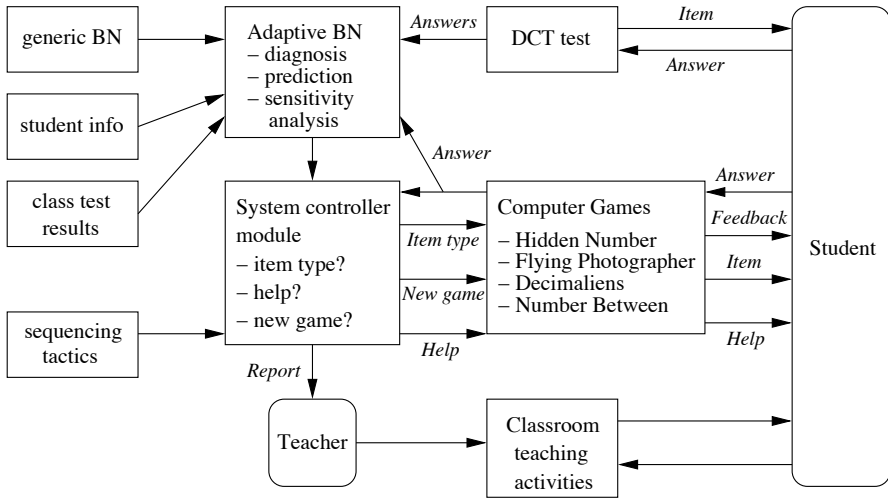 generic BN
student info
class test
results
sequencing
tactics
Adaptive BN
– diagnosis
– prediction
– sensitivity
analysis
Answers
DCT test
Item
Answer
Answer
System controller
module
– item type?
– help?
– new game?
Item type
New game
Help
Computer Games
– Hidden Number
– Flying Photographer
– Decimaliens
– Number Between
Answer
Feedback
Item
Help
Student
Report
Teacher
Classroom
teaching
activities